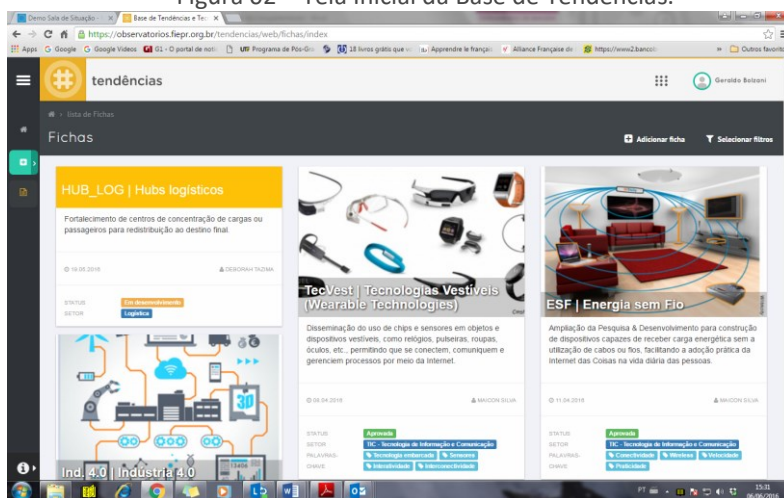 Figura 62 – Tela Inicial da Base de Tendências.
Demo Sala de Situação -
Base de Tendências e Tec
https://observatorios.fiepr.org.br/tendencias/web/fichas/index
Apps
Google
Google Videos
G1 - O portal de notí
Programa de Pós-Gra
18 livros grátis que
Apprendre le françai
Alliance Française de
Outros favoritos
tendências
Geraldo Bolzani
lista de Fichas
Fichas
Adicionar ficha
Selecionar filtros
HUB_LOG | Hubs logísticos
Fortalecimento de centros de concentração de cargas ou
passageiros para redistribuição ao destino final.
DEBORAH TAZIMA
STATUS
Em desenvolvimento
SETOR
Logística
3D
Ind. 4.0 | Indústria 4.0
TecVest | Tecnologias Vestíveis
(Wearable Technologies)
Disseminação do uso de chips e sensores em objetos e
dispositivos vestíveis, como relógios, pulseiras, roupas,
óculos, etc., permitindo que se conectem, comuniquem e
gerenciem processos por meio da Internet.
08.04.2016
MAICON SILVA
STATUS
Aprovada
SETOR
TIC - Tecnologia de Informação e Comunicação
PALAVRAS-
CHAVE
Tecnologia embarcada
Sensores
Interatividade
Interconectividade
ESF | Energia sem Fio
Ampliação da Pesquisa & Desenvolvimento para construção
de dispositivos capazes de receber carga energética sem a
utilização de cabos ou fios, facilitando a adoção prática da
Internet das Coisas na vida diária das pessoas.
11.04.2016
MAICON SILVA
STATUS
Aprovada
SETOR
TIC - Tecnologia de Informação e Comunicação
PALAVRAS-
CHAVE
Conectividade
Wireless
Velocidade
Praticidade
PT
15:31